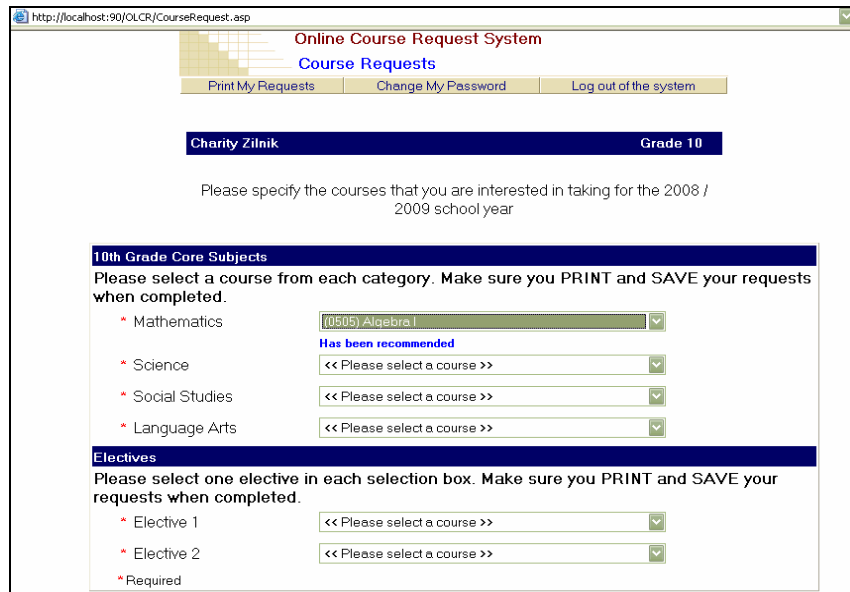 http://localhost:90/OLCR/CourseRequest.asp
Online Course Request System
Course Requests
Print My Requests Change My Password Log out of the system
Charity Zilnik Grade 10
Please specify the courses that you are interested in taking for the 2008 /
2009 school year
10th Grade Core Subjects
Please select a course from each category. Make sure you PRINT and SAVE your requests
when completed.
* Mathematics (0505) Algebra I
Has been recommended
* Science << Please select a course >>
* Social Studies << Please select a course >>
* Language Arts << Please select a course >>
Electives
Please select one elective in each selection box. Make sure you PRINT and SAVE your
requests when completed.
* Elective 1 << Please select a course >>
* Elective 2 << Please select a course >>
* Required